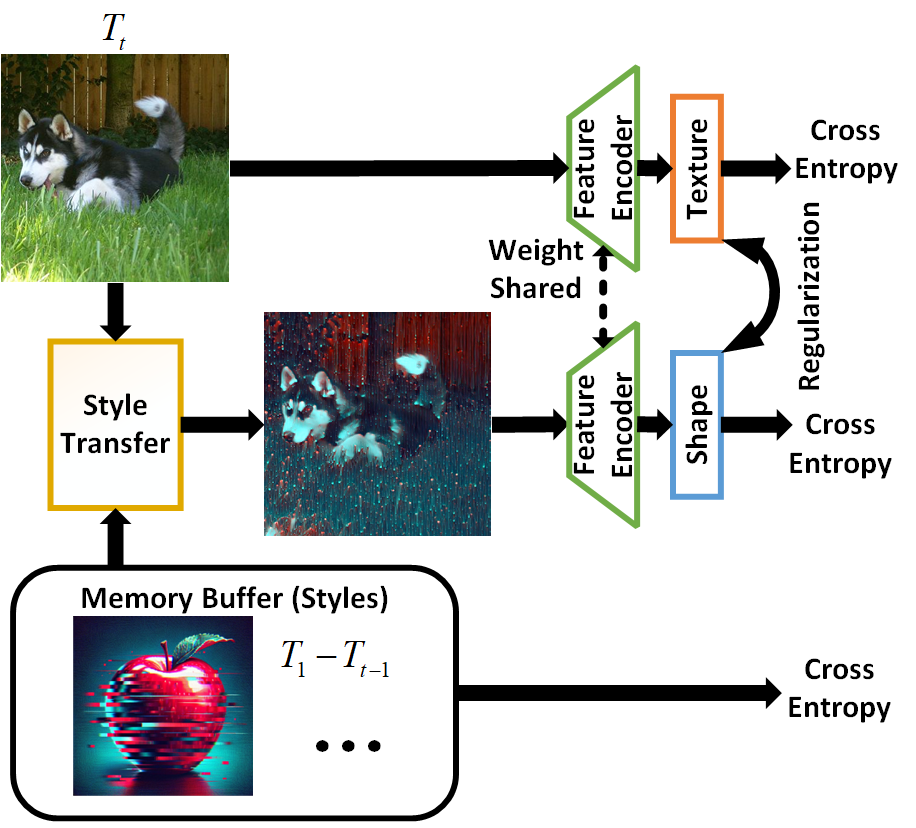 T_t
Feature
Encoder
Texture
Cross
Entropy
Weight
Shared
Regularization
Style
Transfer
Feature
Encoder
Shape
Cross
Entropy
Memory Buffer (Styles)
T_1 − T_{t−1}
• • •
Cross
Entropy